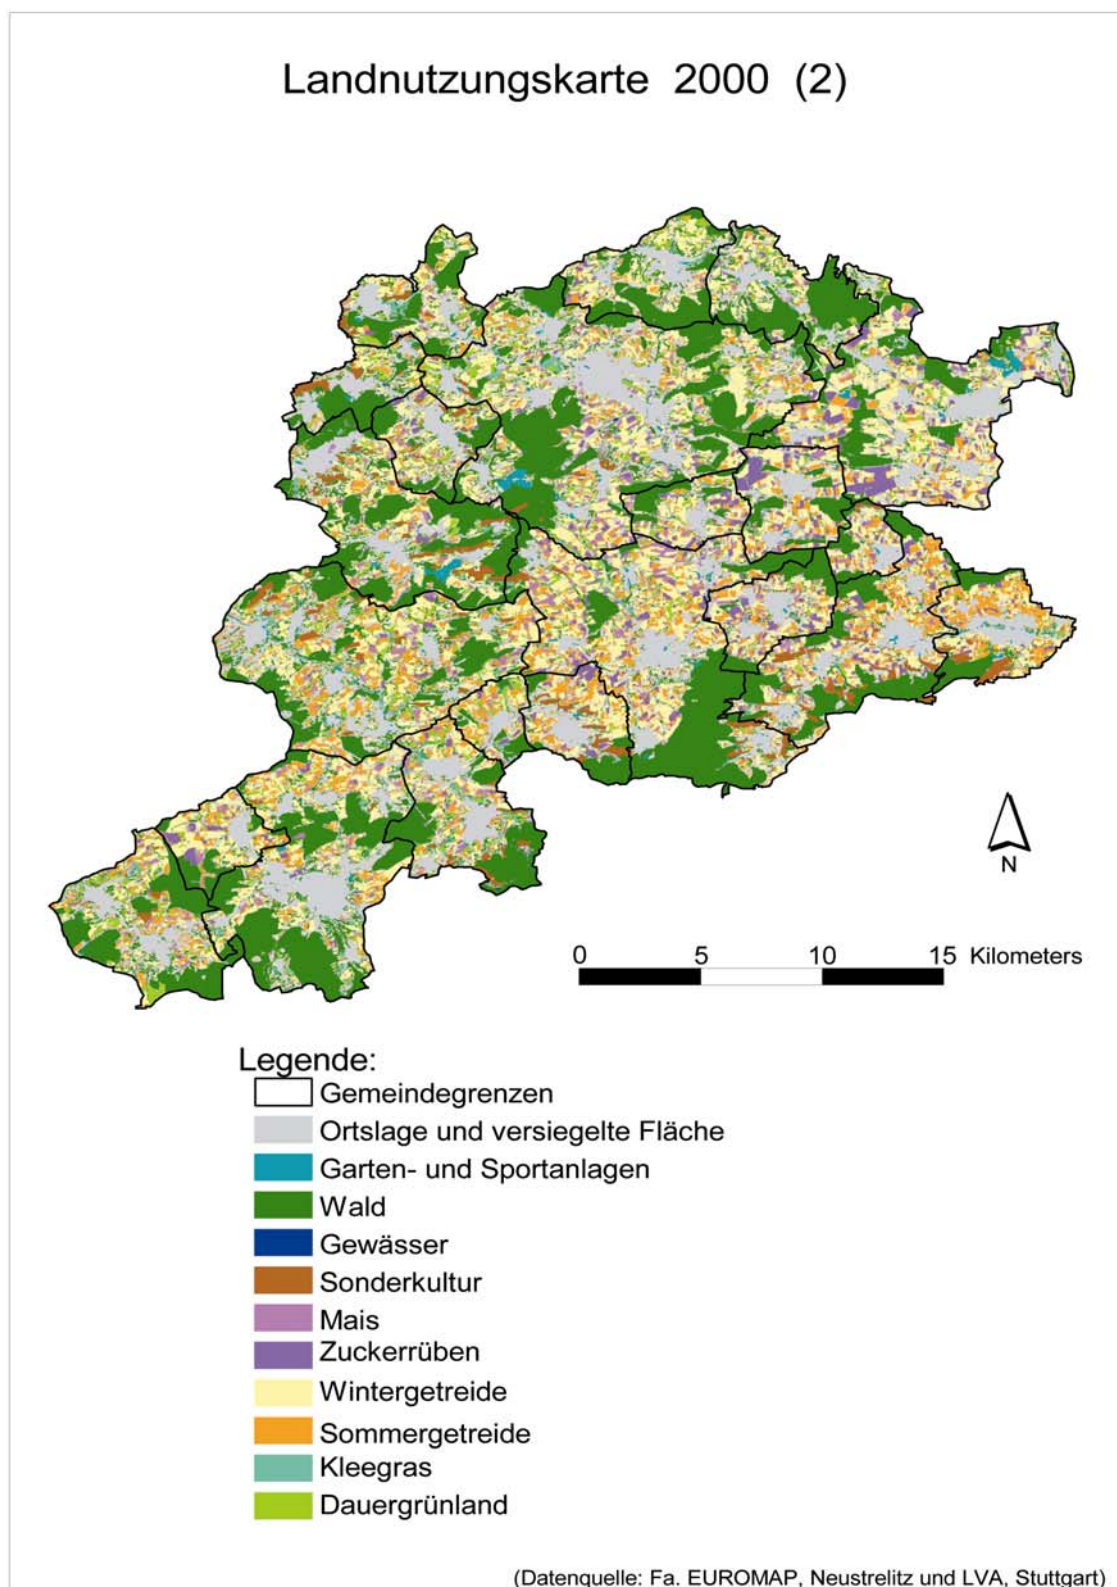 Landnutzungskarte 2000 (2)
N
0 5 10 15 Kilometers
Legende:
Gemeindegrenzen
Ortslage und versiegelte Fläche
Garten- und Sportanlagen
Wald
Gewässer
Sonderkultur
Mais
Zuckerrüben
Wintergetreide
Sommergetreide
Kleegras
Dauergrünland
(Datenquelle: Fa. EUROMAP, Neustrelitz und LVA, Stuttgart)